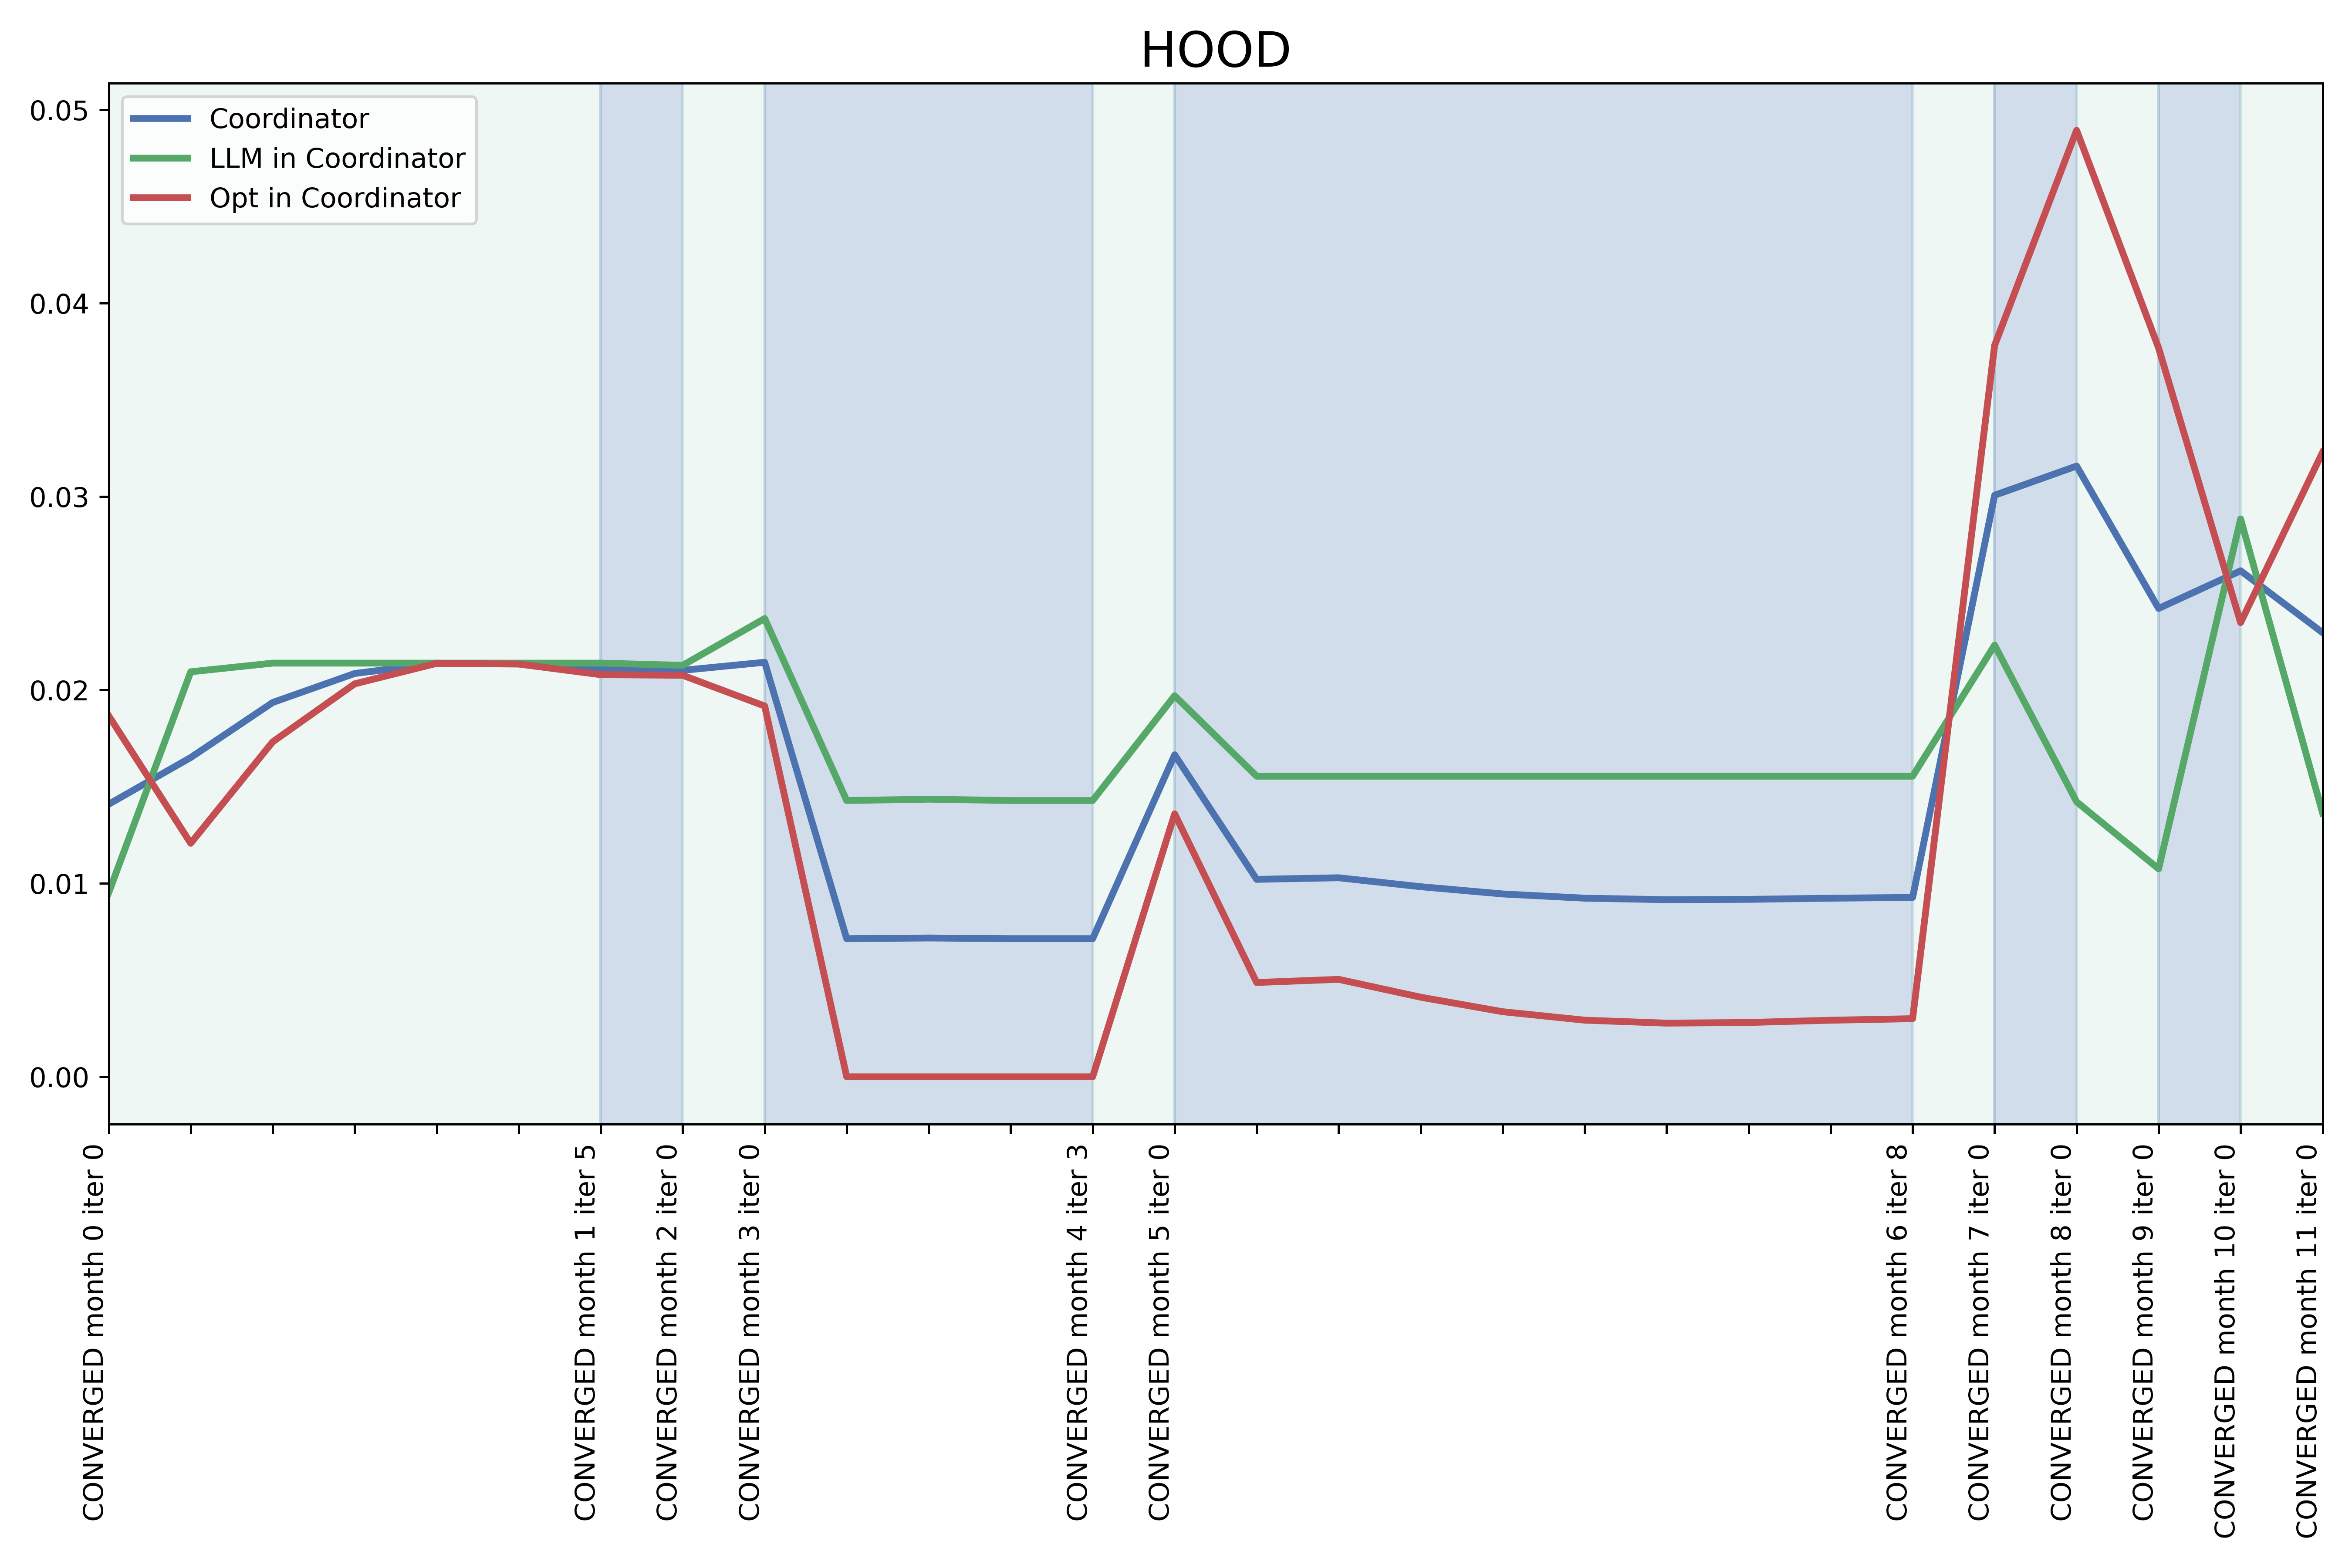 HOOD
0.05
0.04
0.03
0.02
0.01
0.00
Coordinator
LLM in Coordinator
Opt in Coordinator
CONVERGED month 0 iter 0
CONVERGED month 1 iter 5
CONVERGED month 2 iter 0
CONVERGED month 3 iter 0
CONVERGED month 4 iter 3
CONVERGED month 5 iter 0
CONVERGED month 6 iter 8
CONVERGED month 7 iter 0
CONVERGED month 8 iter 0
CONVERGED month 9 iter 0
CONVERGED month 10 iter 0
CONVERGED month 11 iter 0